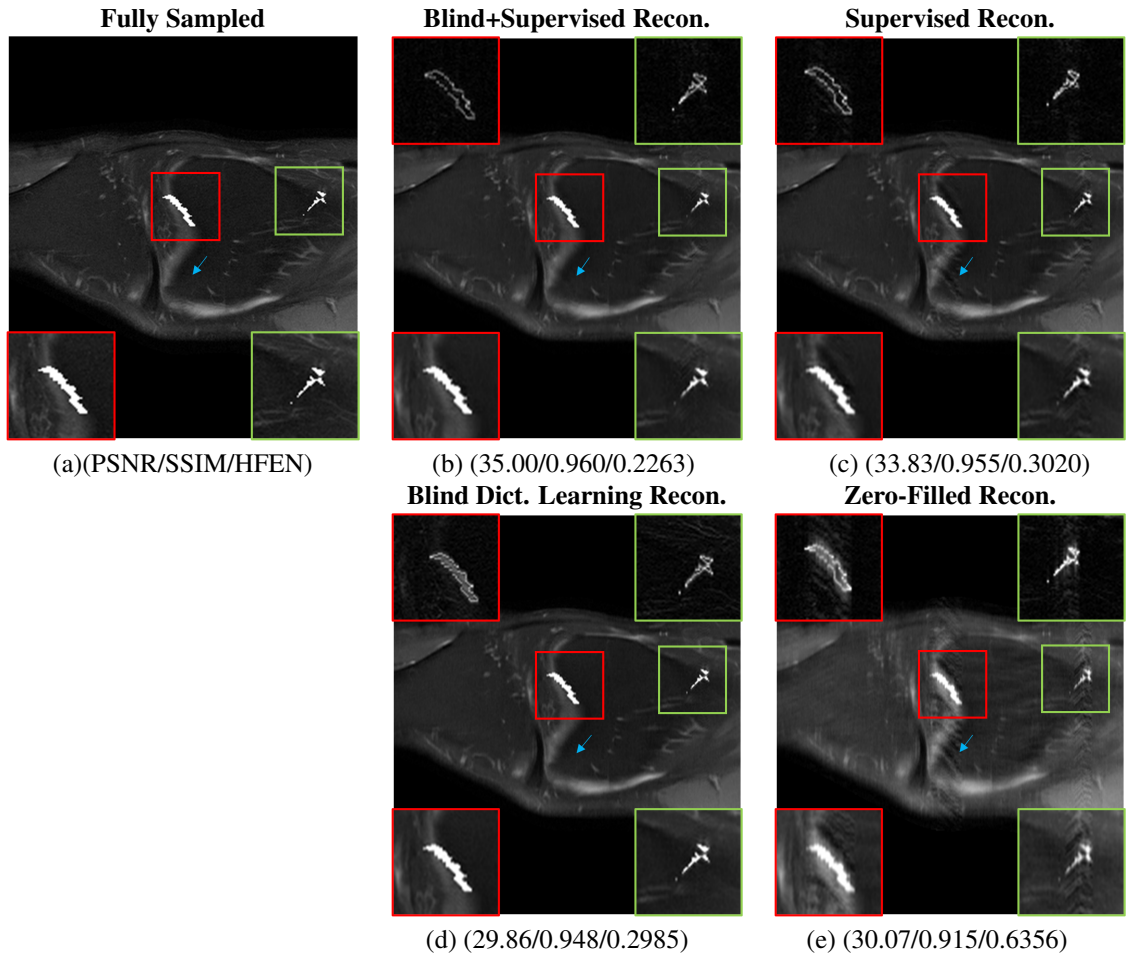 Fully Sampled
Blind+Supervised Recon.
Supervised Recon.
(a)(PSNR/SSIM/HFEN)
(b) (35.00/0.960/0.2263)
(c) (33.83/0.955/0.3020)
Blind Dict. Learning Recon.
Zero-Filled Recon.
(d) (29.86/0.948/0.2985)
(e) (30.07/0.915/0.6356)